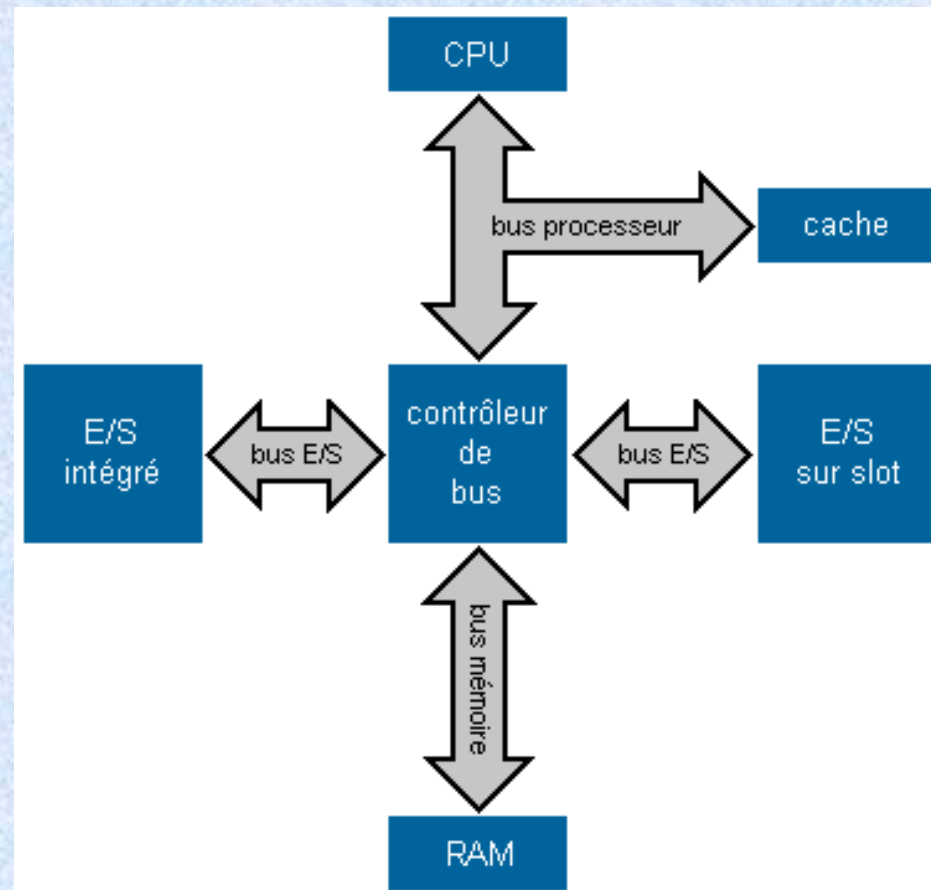 CPU
bus processeur
cache
E/S
intégré
bus E/S
contrôleur
de
bus
bus E/S
E/S
sur slot
bus mémoire
RAM